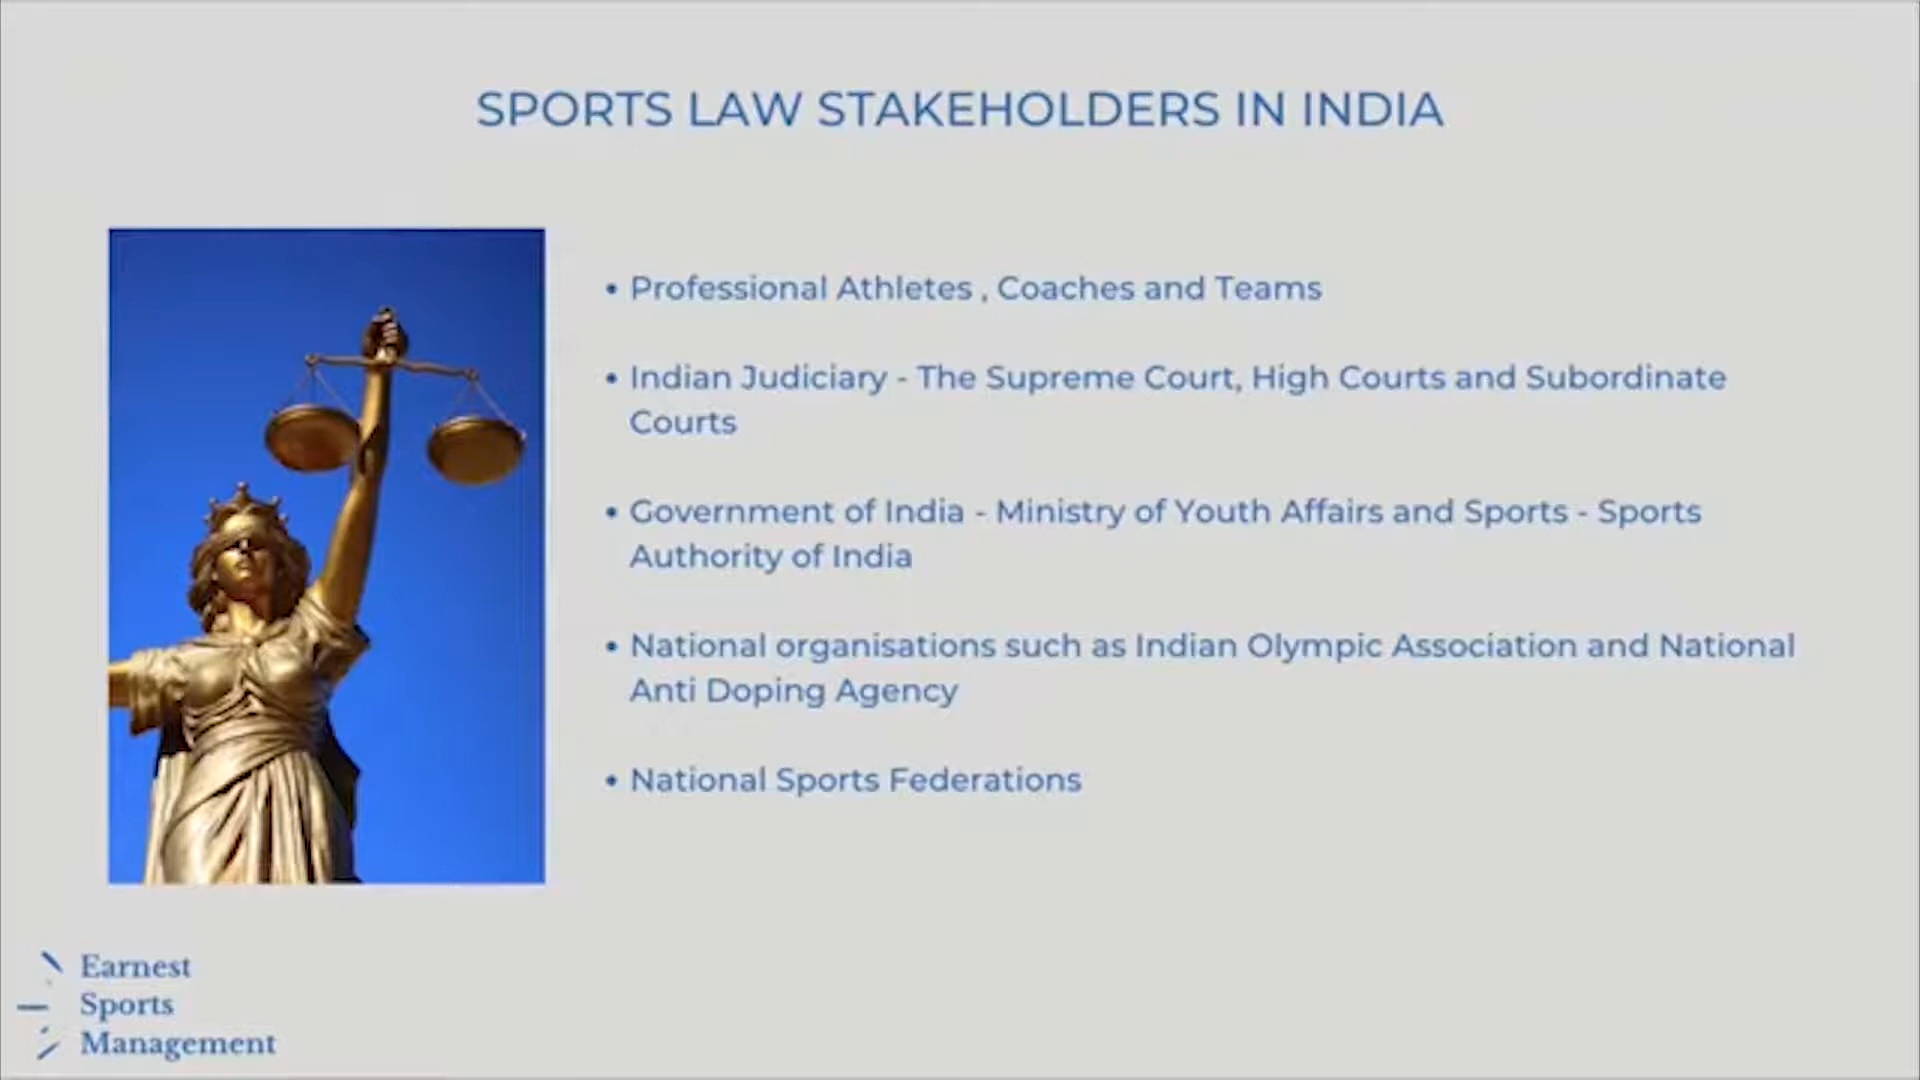 SPORTS LAW STAKEHOLDERS IN INDIA
• Professional Athletes , Coaches and Teams
• Indian Judiciary - The Supreme Court, High Courts and Subordinate
Courts
• Government of India - Ministry of Youth Affairs and Sports - Sports
Authority of India
• National organisations such as Indian Olympic Association and National
Anti Doping Agency
• National Sports Federations
Earnest
Sports
Management